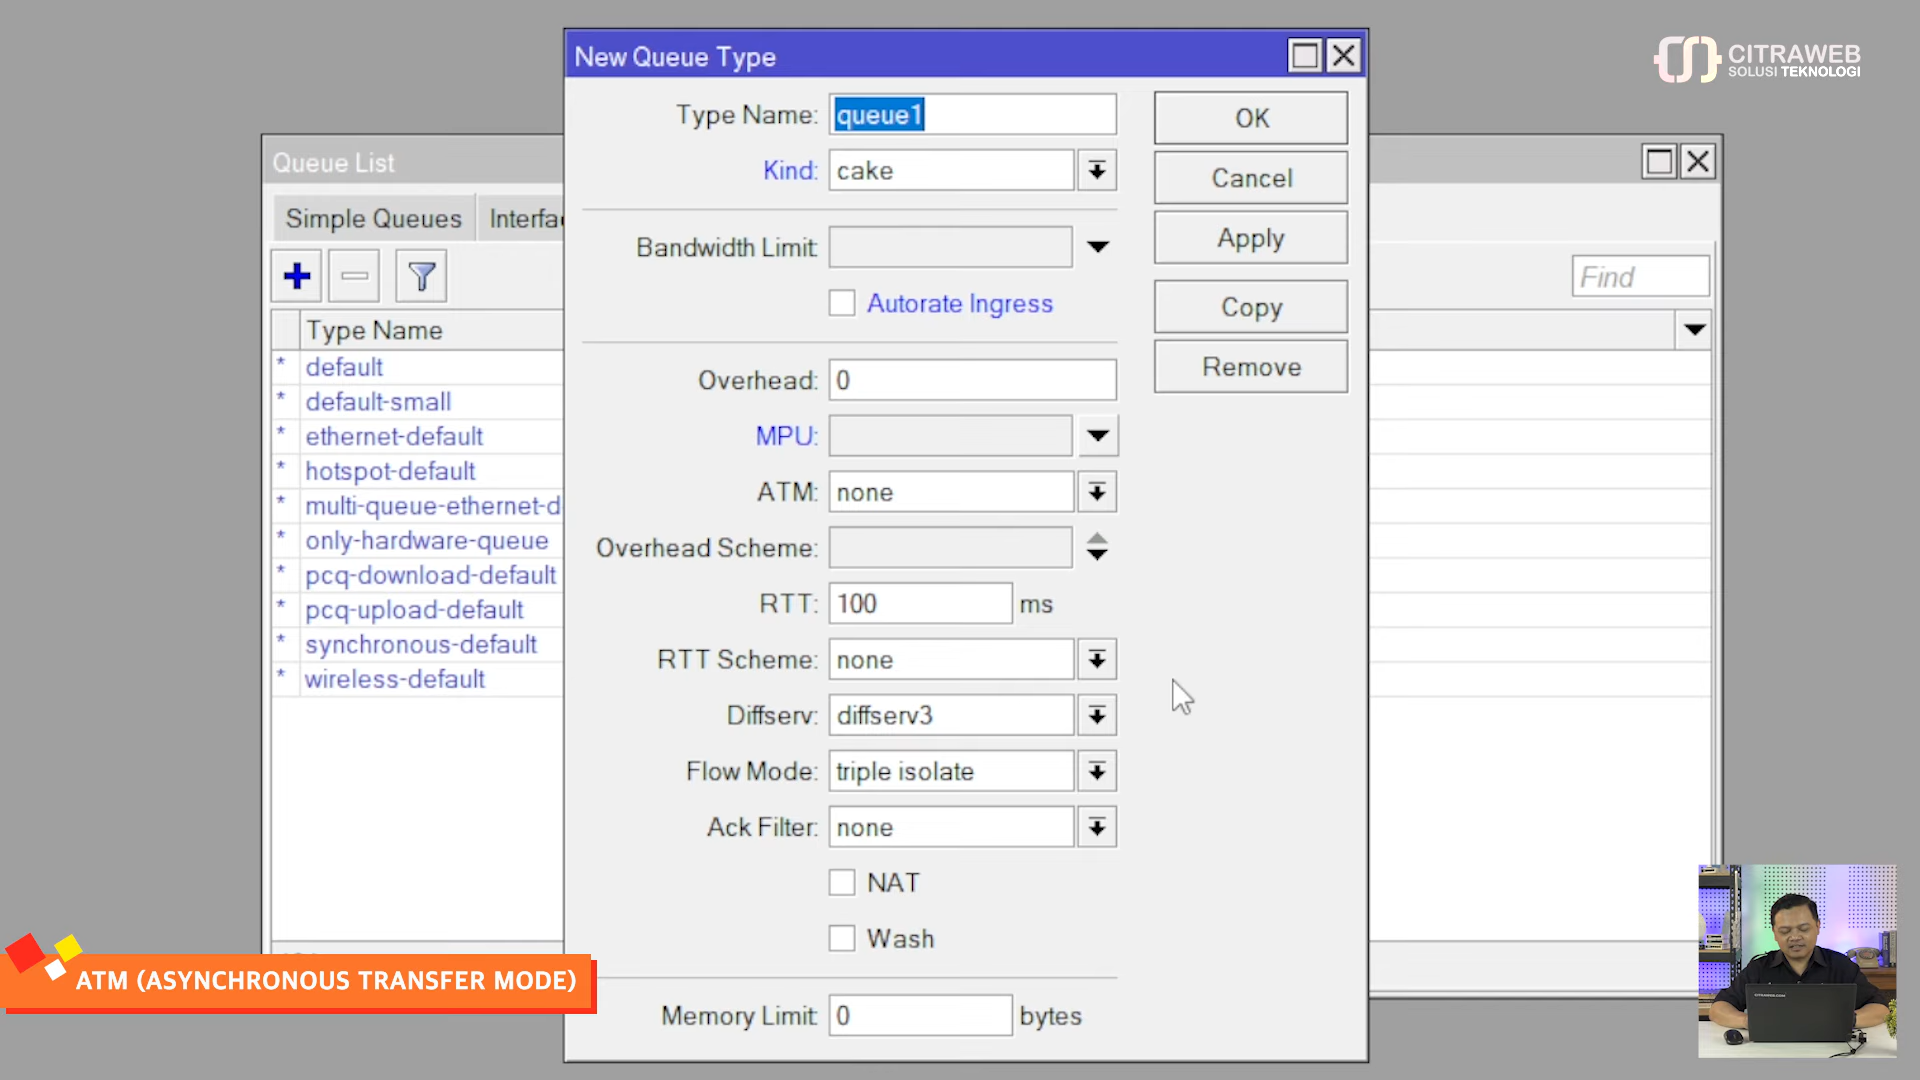 CITRAWEB
SOLUSI TEKNOLOGI
New Queue Type
Type Name: queue1
Kind: cake
Bandwidth Limit:
Autorate Ingress
Overhead: 0
MPU:
ATM: none
Overhead Scheme:
RTT: 100 ms
RTT Scheme: none
Diffserv: diffserv3
Flow Mode: triple isolate
Ack Filter: none
NAT
Wash
Memory Limit: 0 bytes
OK
Cancel
Apply
Copy
Remove
Queue List
Simple Queues
Interfa
Find
Type Name
* default
* default-small
* ethernet-default
* hotspot-default
* multi-queue-ethernet-d
* only-hardware-queue
* pcq-download-default
* pcq-upload-default
* synchronous-default
* wireless-default
ATM (ASYNCHRONOUS TRANSFER MODE)